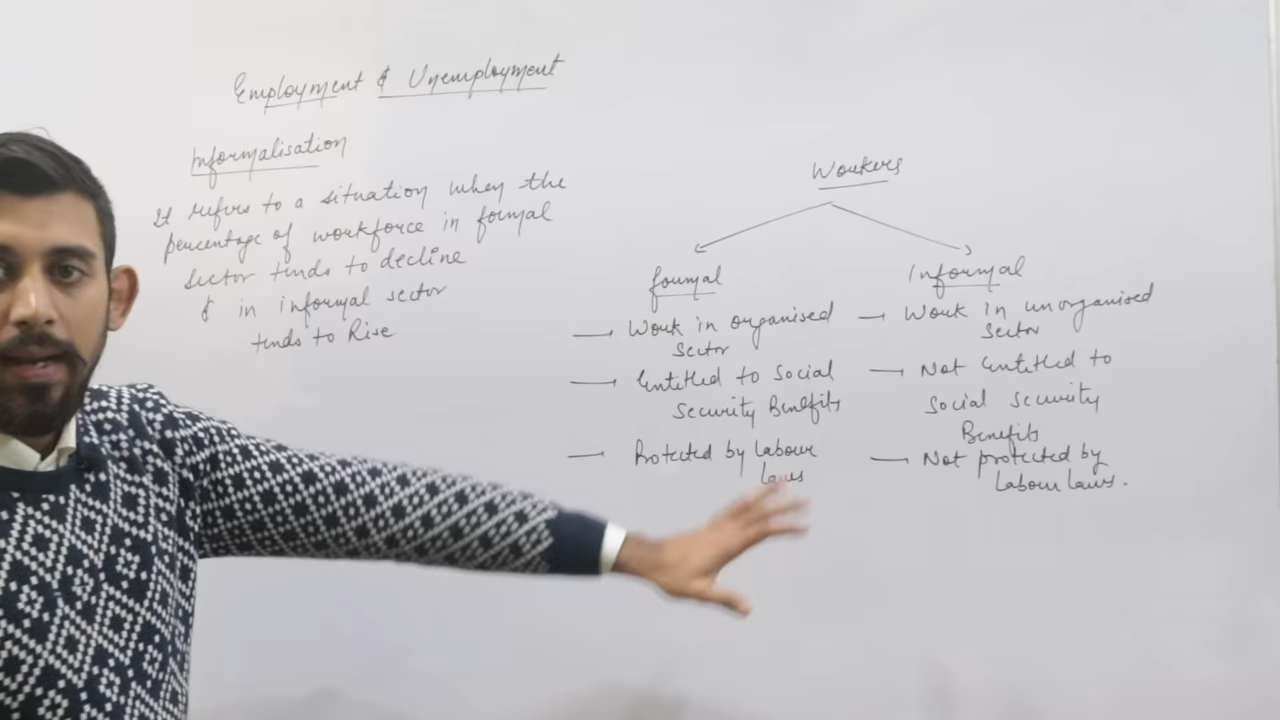 Employment & Unemployment
Informalisation
It refers to a situation when the
percentage of workforce in formal
sector tends to decline
& in informal sector
tends to Rise
Workers
formal
→ Work in organised
Sector
→ Entitled to Social
Security Benefits
→ Protected by Labour
laws
Informal
→ Work in unorganised
Sector
→ Not Entitled to
Social Security
Benefits
→ Not protected by
Labour laws.